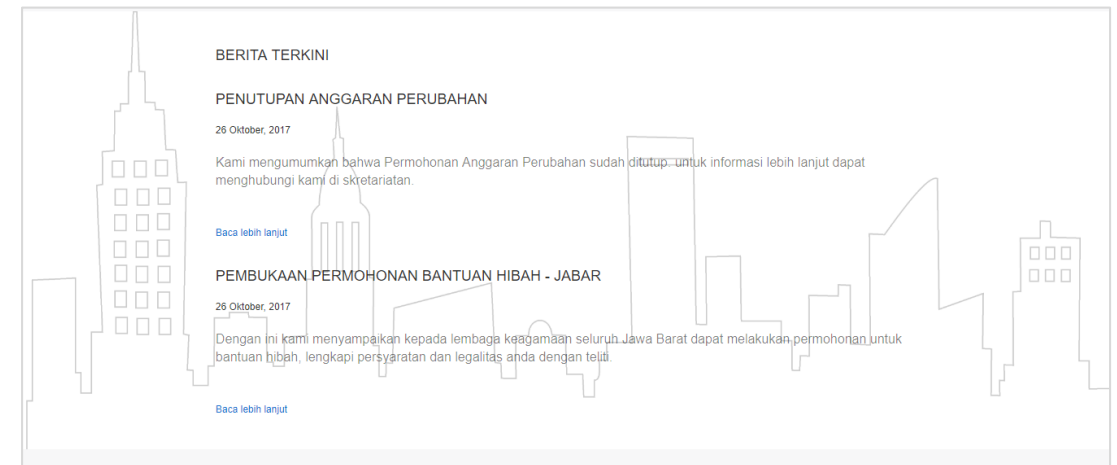 BERITA TERKINI
PENUTUPAN ANGGARAN PERUBAHAN
26 Oktober, 2017
Kami mengumumkan bahwa Permohonan Anggaran Perubahan sudah ditutup. untuk informasi lebih lanjut dapat
menghubungi kami di skretariatan.
Baca lebih lanjut
PEMBUKAAN PERMOHONAN BANTUAN HIBAH - JABAR
26 Oktober, 2017
Dengan ini kami menyampaikan kepada lembaga keagamaan seluruh Jawa Barat dapat melakukan permohonan untuk
bantuan hibah, lengkapi persyaratan dan legalitas anda dengan teliti.
Baca lebih lanjut